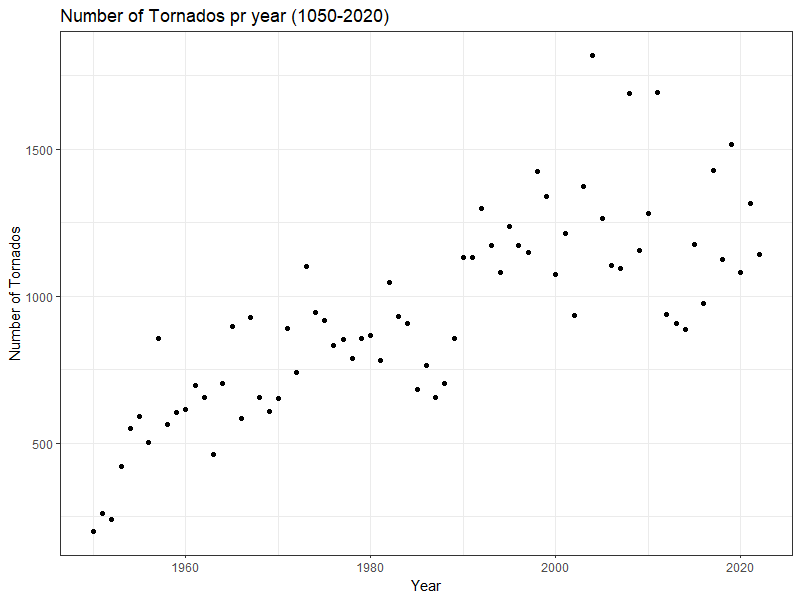 Number of Tornados pr year (1050-2020)
1500
1000
500
Number of Tornados
1960
1980
2000
2020
Year